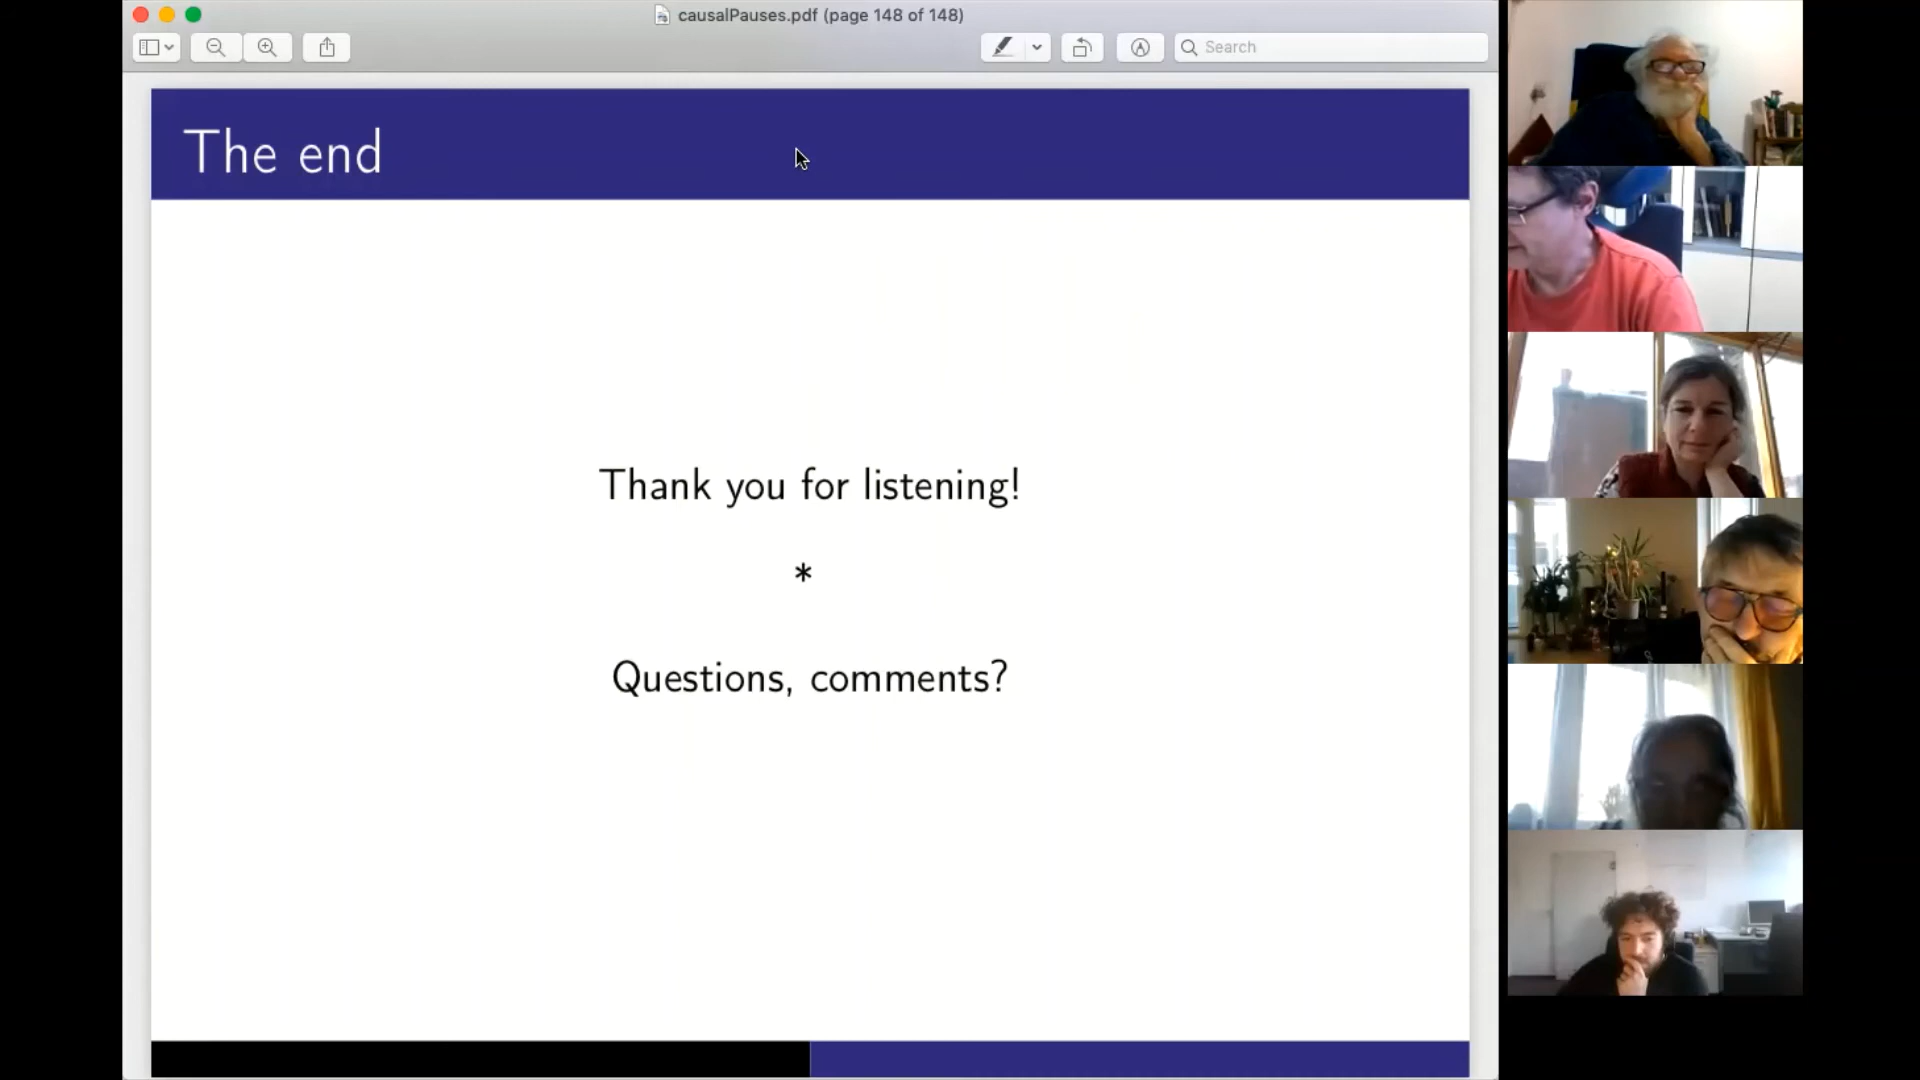 causalPauses.pdf (page 148 of 148)
Search
The end
Thank you for listening!
*
Questions, comments?